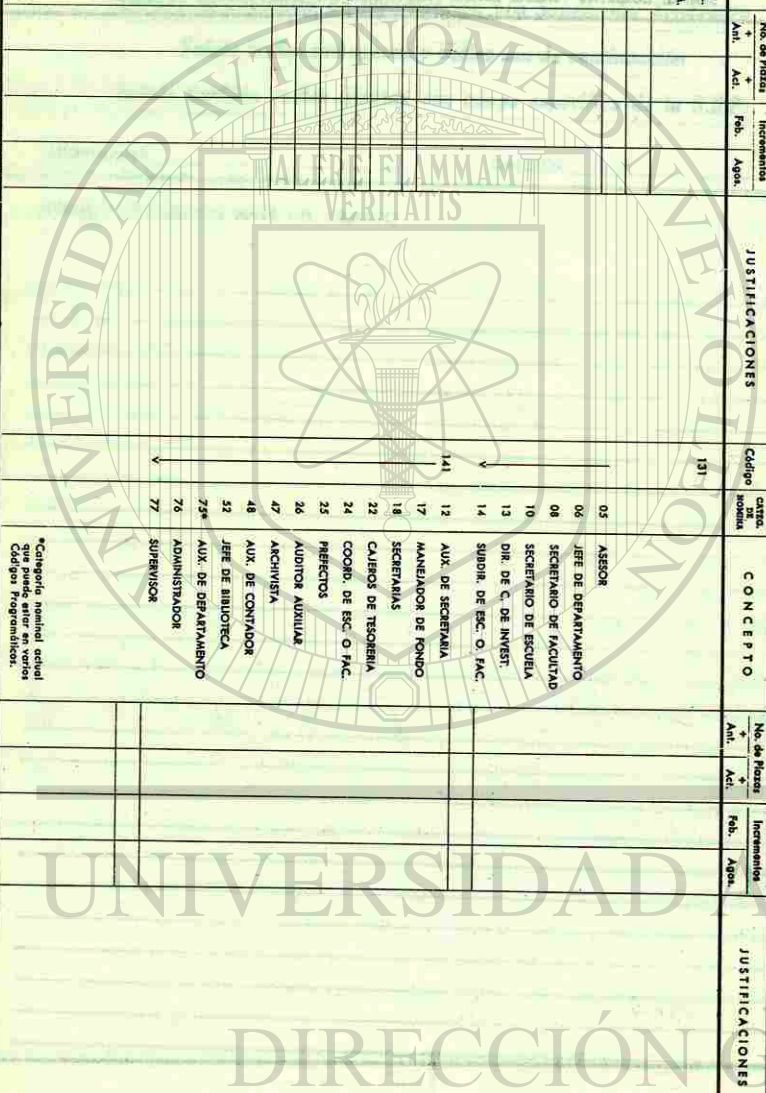 No. de Plazas Incrementos
+ Ant. + Act. Feb. Agos.
JUSTIFICACIONES
Código CATEG. DE NOMINA CONCEPTO
No. de Plazas Incrementos
+ Ant. + Act. Feb. Agos.
JUSTIFICACIONES
131
05 ASESOR
06 JEFE DE DEPARTAMENTO
08 SECRETARIO DE FACULTAD
10 SECRETARIO DE ESCUELA
13 DIR. DE C. DE INVEST.
14 SUBDIR. DE ESC. O. FAC.
141 12 AUX. DE SECRETARIA
17 MANEJADOR DE FONDO
18 SECRETARIAS
22 CAJEROS DE TESORERIA
24 COORD. DE ESC. O FAC.
25 PREFECTOS
26 AUDITOR AUXILIAR
47 ARCHIVISTA
48 AUX. DE CONTADOR
52 JEFE DE BIBLIOTECA
75* AUX. DE DEPARTAMENTO
76 ADMINISTRADOR
77 SUPERVISOR
*Categoría nominal actual
que puede estar en varios
Códigos Programáticos.
UNIVERSIDAD AUTONOMA DE NUEVO LEON
ALERE FLAMMAM
VERITATIS
UNIVERSIDAD A
DIRECCIÓN G